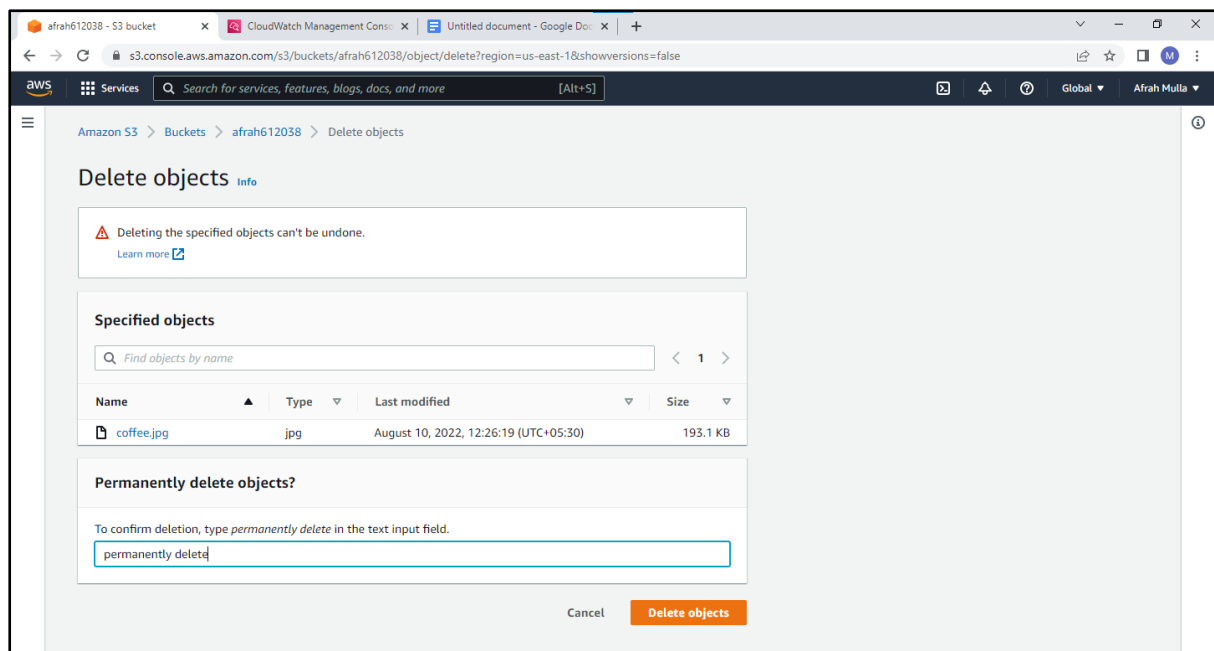 afrah612038 - S3 bucket
CloudWatch Management Conso
Untitled document - Google Doc
s3.console.aws.amazon.com/s3/buckets/afrah612038/object/delete?region=us-east-1&showversions=false
M
aws
Services
Search for services, features, blogs, docs, and more
[Alt+S]
Global
Afrah Mulla
Amazon S3 > Buckets > afrah612038 > Delete objects
Delete objects Info
Deleting the specified objects can't be undone.
Learn more
Specified objects
Find objects by name
< 1 >
Name Type Last modified Size
coffee.jpg jpg August 10, 2022, 12:26:19 (UTC+05:30) 193.1 KB
Permanently delete objects?
To confirm deletion, type permanently delete in the text input field.
permanently delete
Cancel Delete objects